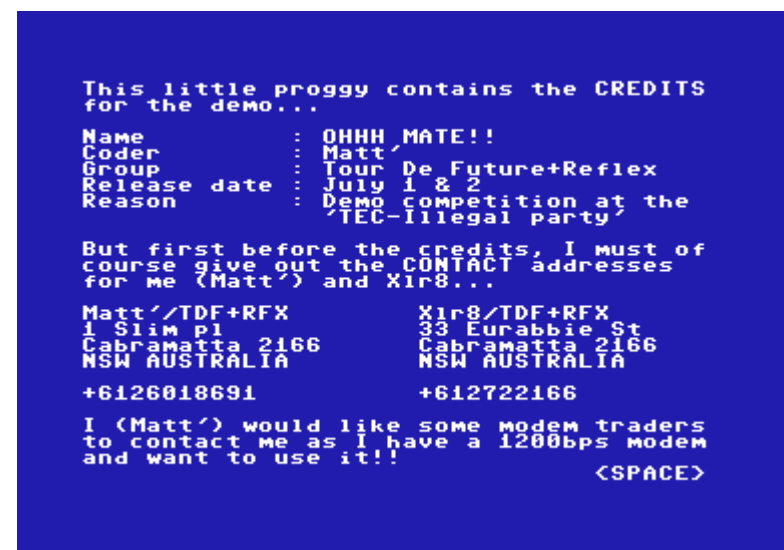 This little proggy contains the CREDITS
for the demo...
Name : OHHH MATE!!
Coder : Matt´
Group : Tour De Future+Reflex
Release date : July 1 & 2
Reason : Demo competition at the
´TEC-Illegal party´
But first before the credits, I must of
course give out the CONTACT addresses
for me (Matt´) and X1r8...
Matt´/TDF+RFX X1r8/TDF+RFX
1 Slim pl 33 Eurabbie St
Cabramatta 2166 Cabramatta 2166
NSW AUSTRALIA NSW AUSTRALIA
+6126018691 +612722166
I (Matt´) would like some modem traders
to contact me as I have a 1200bps modem
and want to use it!!
<SPACE>